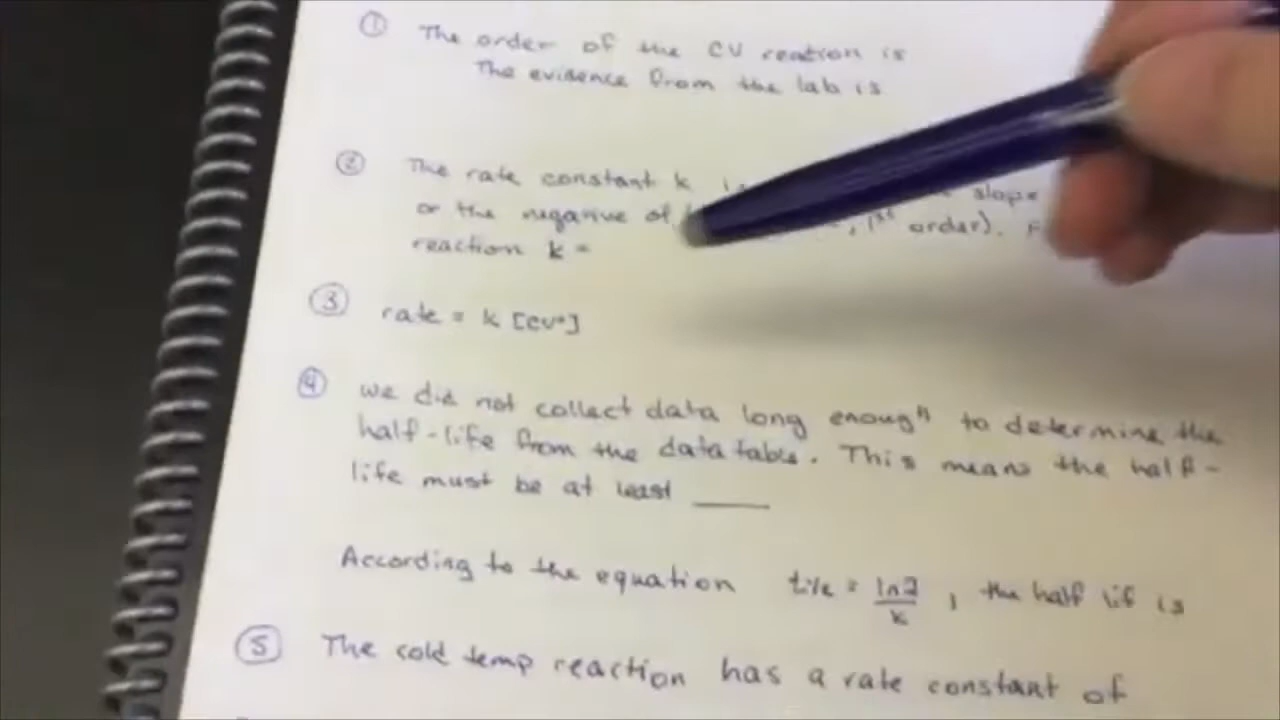 ① The order of the CV reation is
The evidence from the lab is
② The rate constant k slope
or the negative of , 1st order).
reaction k =
③ rate = k [CV+]
④ we did not collect data long enough to determine the
half-life from the data table. This means the half-
life must be at least ____
According to the equation t1/2 = ln2/k , the half lif is
⑤ The cold temp reaction has a rate constant of